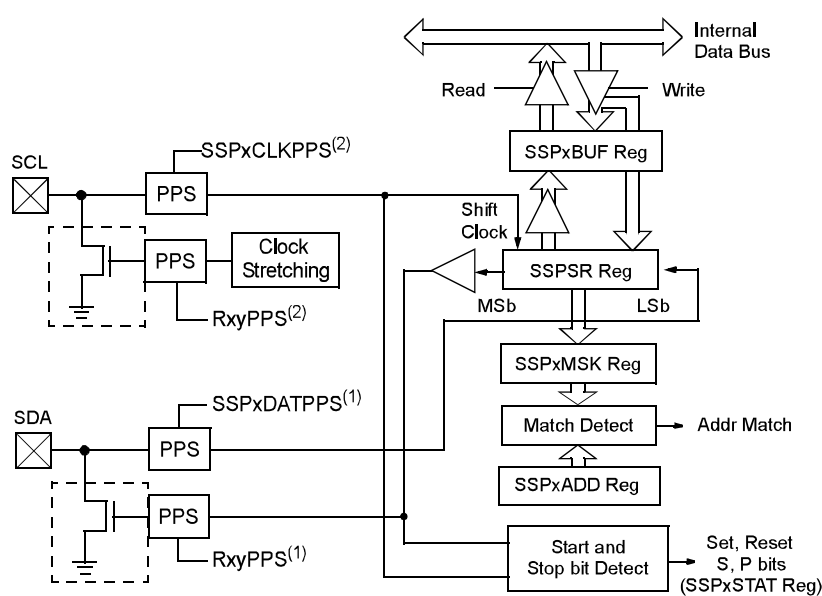 Internal
Data Bus
Read
Write
SSPxCLKPPS(2)
SSPxBUF Reg
SCL
PPS
Shift
Clock
PPS
Clock
Stretching
SSPSR Reg
MSb
LSb
RxyPPS(2)
SSPxMSK Reg
SSPxDATPPS(1)
SDA
Match Detect
Addr Match
PPS
SSPxADD Reg
PPS
Start and
Stop bit Detect
Set, Reset
S, P bits
(SSPxSTAT Reg)
RxyPPS(1)